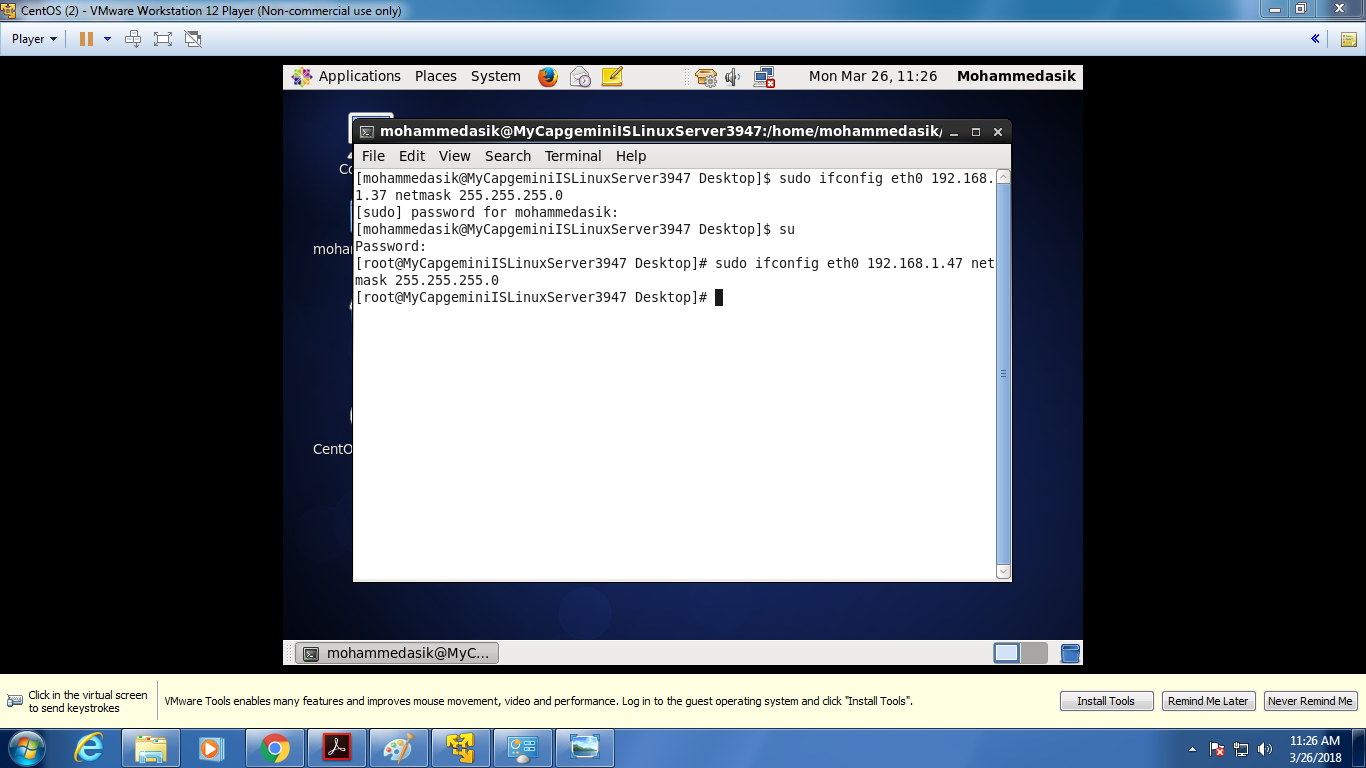 CentOS (2) - VMware Workstation 12 Player (Non-commercial use only)
Player
Applications Places System Mon Mar 26, 11:26 Mohammedasik
mohammedasik@MyCapgeminiISLinuxServer3947:/home/mohammedasik/
File Edit View Search Terminal Help
[mohammedasik@MyCapgeminiISLinuxServer3947 Desktop]$ sudo ifconfig eth0 192.168.
1.37 netmask 255.255.255.0
[sudo] password for mohammedasik:
[mohammedasik@MyCapgeminiISLinuxServer3947 Desktop]$ su
Password:
[root@MyCapgeminiISLinuxServer3947 Desktop]# sudo ifconfig eth0 192.168.1.47 net
mask 255.255.255.0
[root@MyCapgeminiISLinuxServer3947 Desktop]#
mohammedasik@MyC...
Click in the virtual screen
to send keystrokes
VMware Tools enables many features and improves mouse movement, video and performance. Log in to the guest operating system and click "Install Tools".
Install Tools Remind Me Later Never Remind Me
11:26 AM
3/26/2018